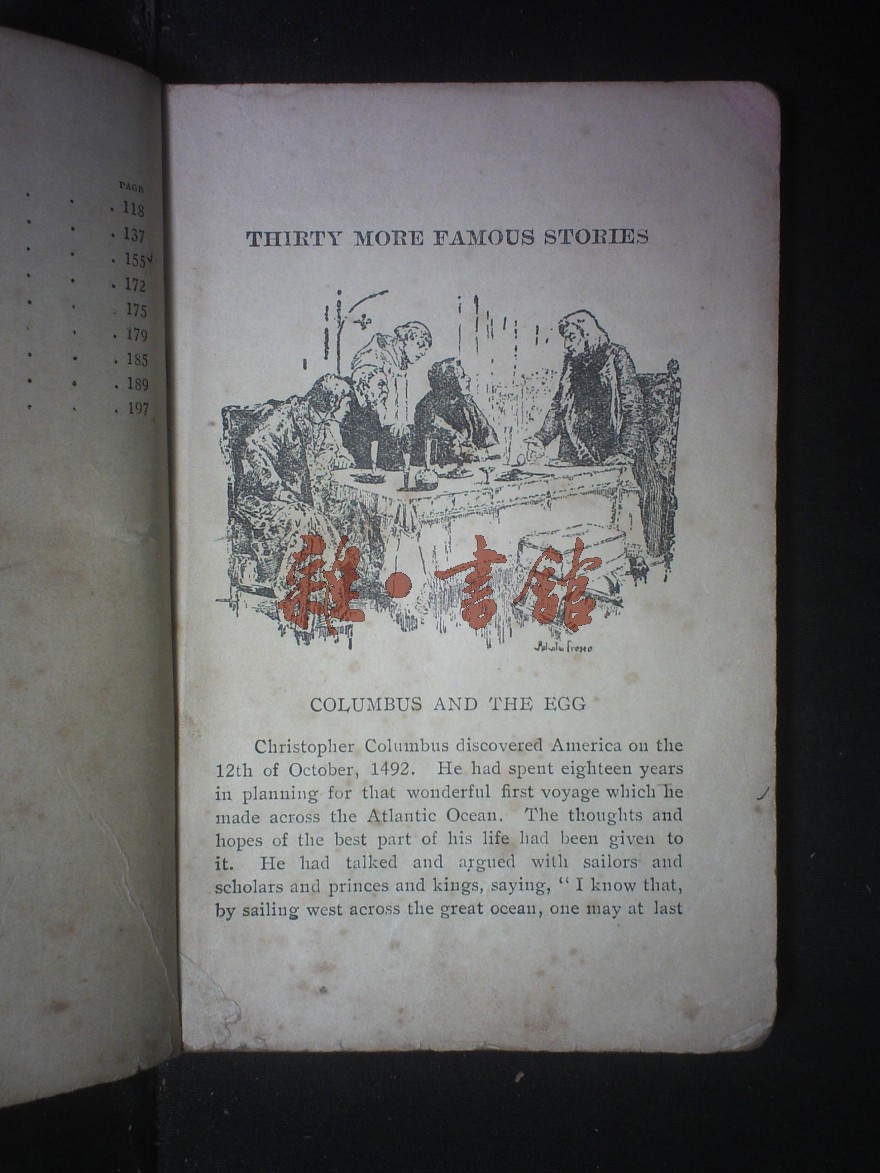 PAGE
. . . 118
. . . 137
. . . 155
. . . 172
. . . 175
. . . 179
. . . 185
. . . 189
. . . 197
THIRTY MORE FAMOUS STORIES
雜·書館
COLUMBUS AND THE EGG
Christopher Columbus discovered America on the
12th of October, 1492. He had spent eighteen years
in planning for that wonderful first voyage which he
made across the Atlantic Ocean. The thoughts and
hopes of the best part of his life had been given to
it. He had talked and argued with sailors and
scholars and princes and kings, saying, “ I know that,
by sailing west across the great ocean, one may at last